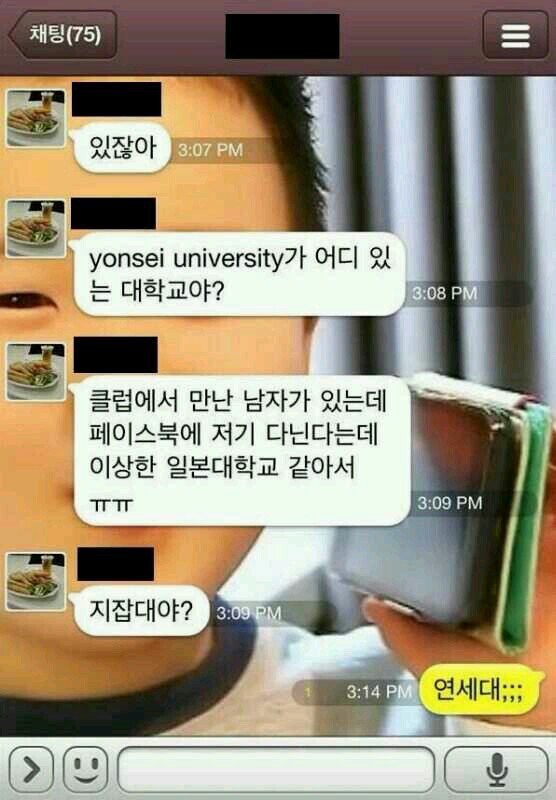 채팅(75)
있잖아
3:07 PM
yonsei university가 어디 있
는 대학교야?
3:08 PM
클럽에서 만난 남자가 있는데
페이스북에 저기 다닌다는데
이상한 일본대학교 같아서
ㅠㅠ
3:09 PM
지잡대야?
3:09 PM
1
3:14 PM
연세대;;;